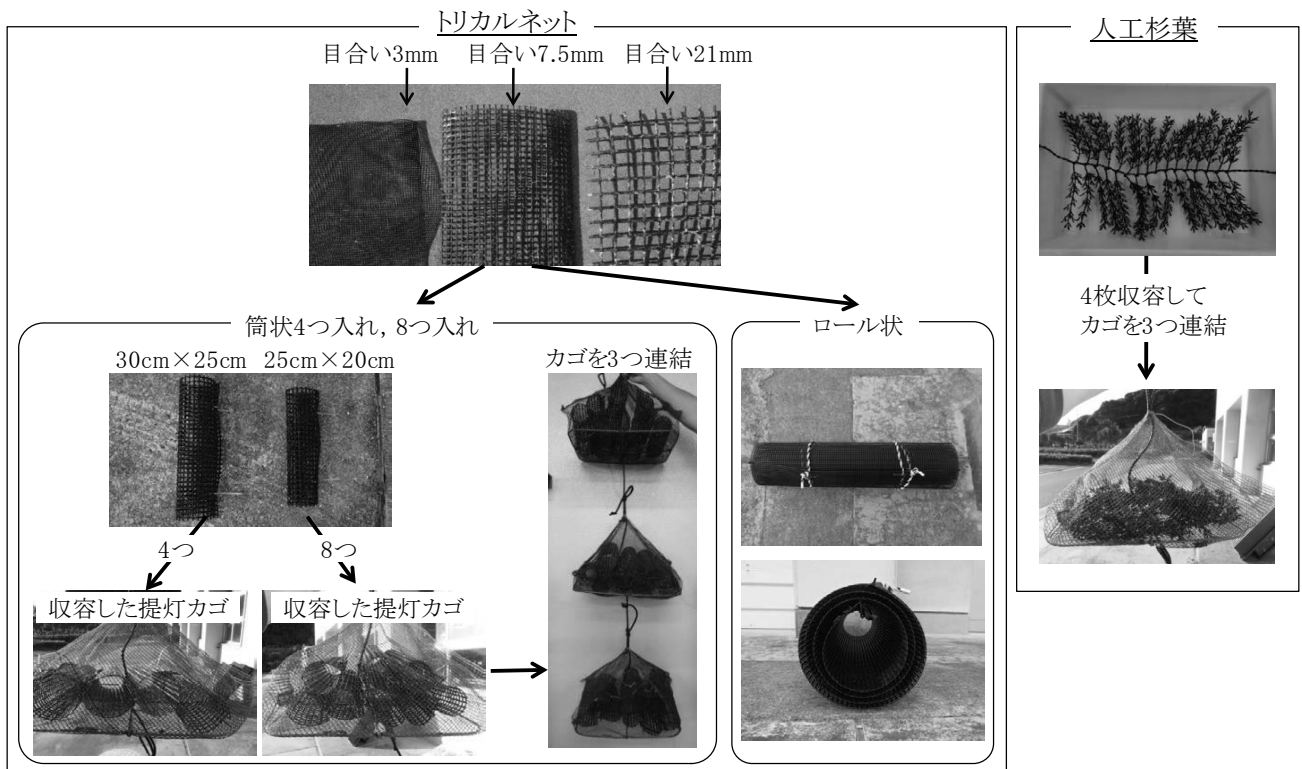 トリカルネット
目合い3mm 目合い7.5mm 目合い21mm
筒状4つ入れ, 8つ入れ
30cm×25cm 25cm×20cm
カゴを3つ連結
4つ
8つ
収容した提灯カゴ
収容した提灯カゴ
ロール状
人工杉葉
4枚収容して
カゴを3つ連結